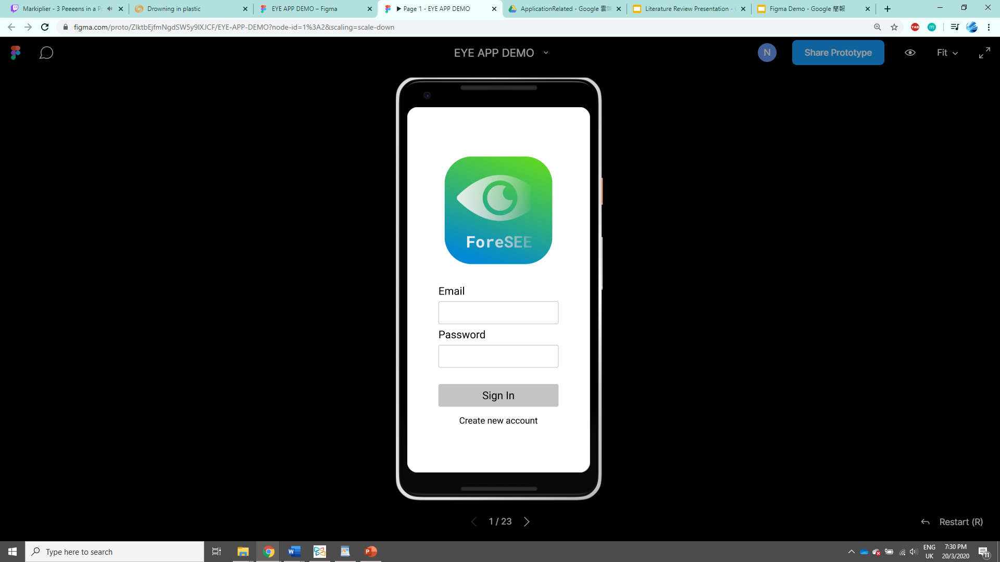 Markiplier - 3 Peeeens in a P
Drowning in plastic
EYE APP DEMO – Figma
Page 1 - EYE APP DEMO
ApplicationRelated - Google 雲端
Literature Review Presentation -
Figma Demo - Google 簡報
figma.com/proto/ZlktbEjfmNgdSW5y9lXJCF/EYE-APP-DEMO?node-id=1%3A2&scaling=scale-down
YAB
m
EYE APP DEMO
N
Share Prototype
Fit
ForeSEE
Email
Password
Sign In
Create new account
1 / 23
Restart (R)
Type here to search
ENG
UK
7:30 PM
20/3/2020
11